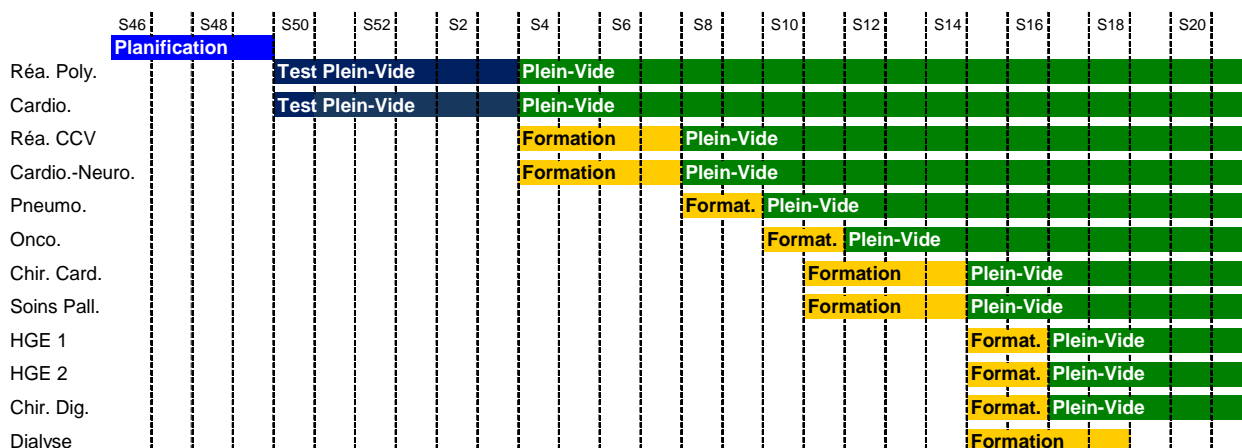 S46 S48 S50 S52 S2 S4 S6 S8 S10 S12 S14 S16 S18 S20
Planification
Réa. Poly. Test Plein-Vide Plein-Vide
Cardio. Test Plein-Vide Plein-Vide
Réa. CCV Formation Plein-Vide
Cardio.-Neuro. Formation Plein-Vide
Pneumo. Format. Plein-Vide
Onco. Format. Plein-Vide
Chir. Card. Formation Plein-Vide
Soins Pall. Formation Plein-Vide
HGE 1 Format. Plein-Vide
HGE 2 Format. Plein-Vide
Chir. Dig. Format. Plein-Vide
Dialyse Formation